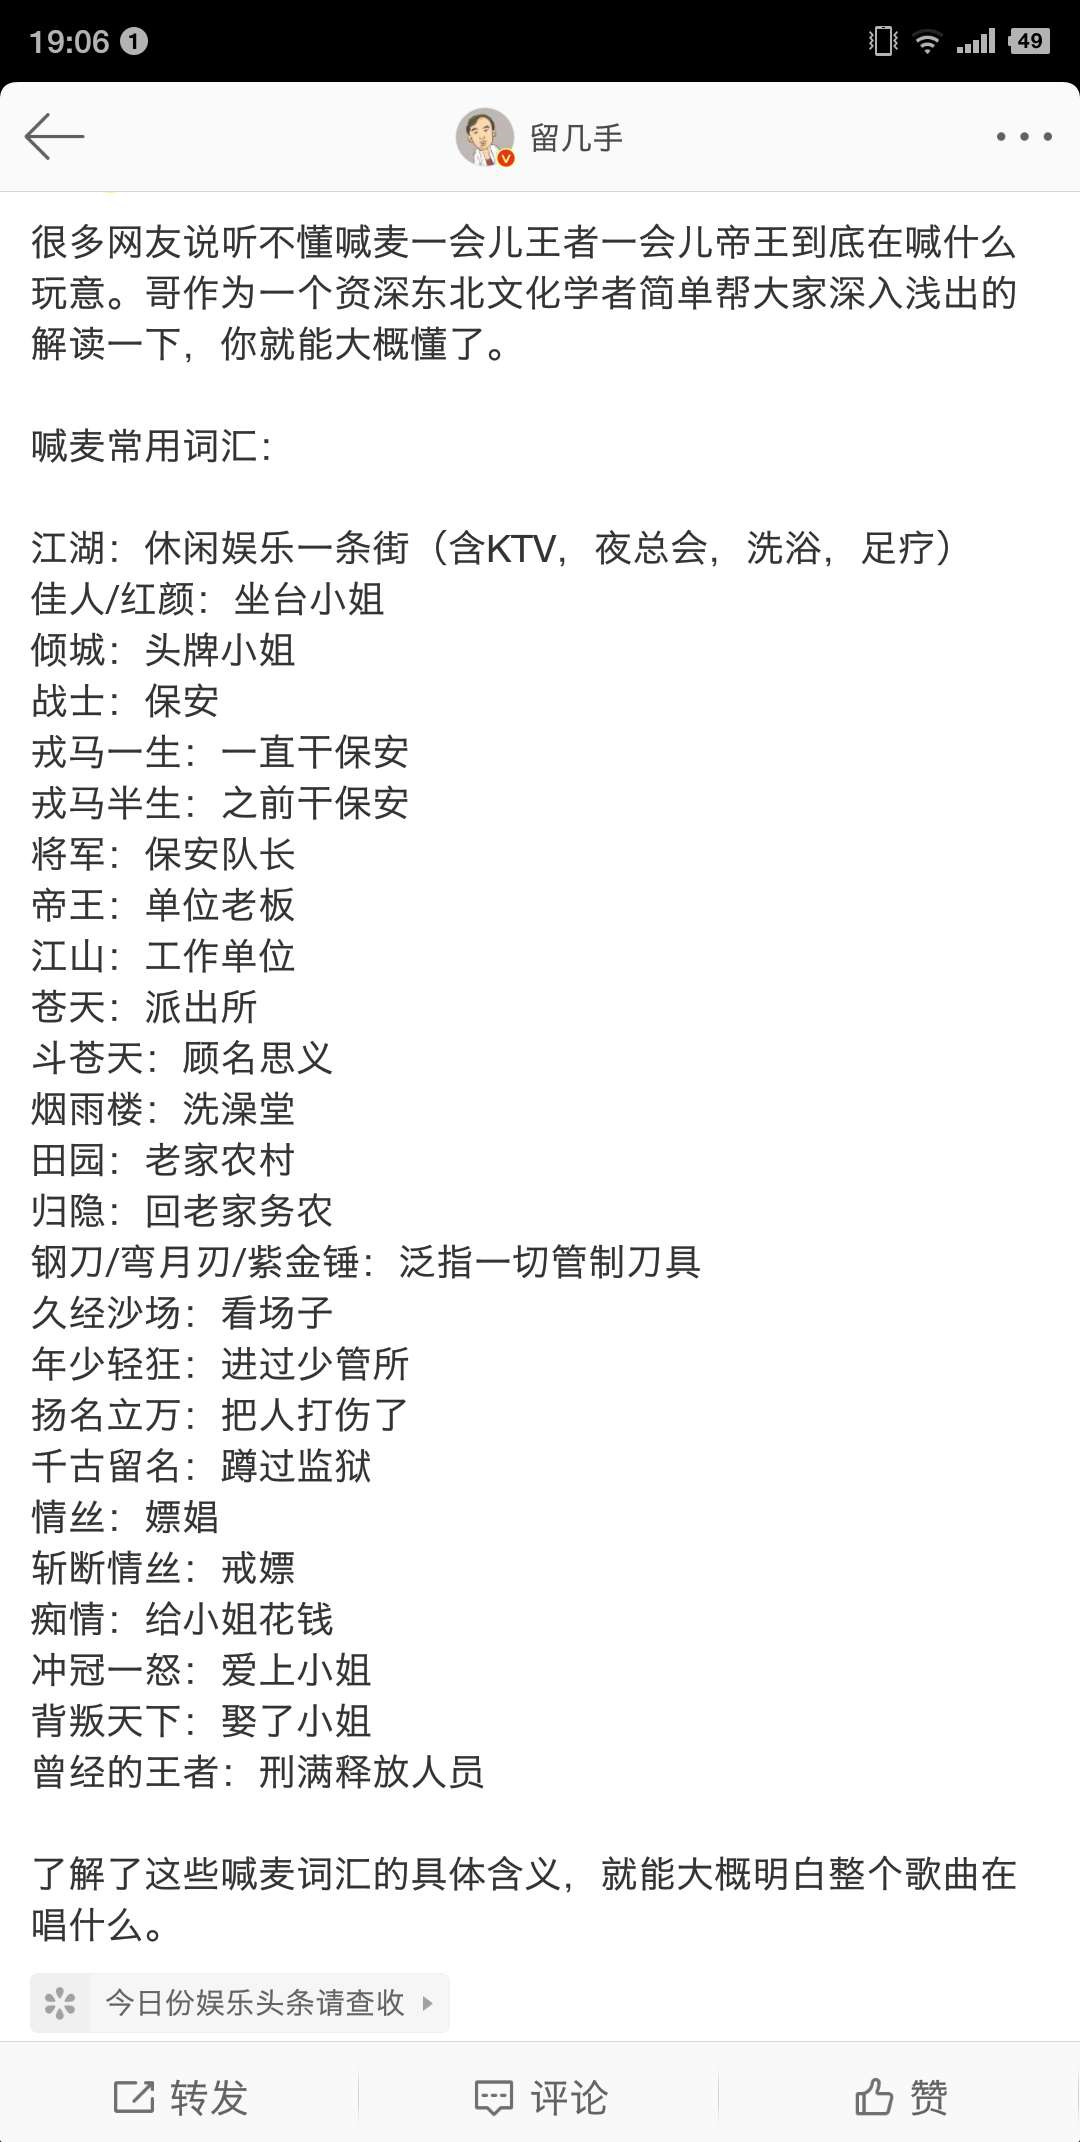 19:06 1
49
留几手
很多网友说听不懂喊麦一会儿王者一会儿帝王到底在喊什么
玩意。哥作为一个资深东北文化学者简单帮大家深入浅出的
解读一下，你就能大概懂了。
喊麦常用词汇：
江湖：休闲娱乐一条街（含KTV，夜总会，洗浴，足疗）
佳人/红颜：坐台小姐
倾城：头牌小姐
战士：保安
戎马一生：一直干保安
戎马半生：之前干保安
将军：保安队长
帝王：单位老板
江山：工作单位
苍天：派出所
斗苍天：顾名思义
烟雨楼：洗澡堂
田园：老家农村
归隐：回老家务农
钢刀/弯月刃/紫金锤：泛指一切管制刀具
久经沙场：看场子
年少轻狂：进过少管所
扬名立万：把人打伤了
千古留名：蹲过监狱
情丝：嫖娼
斩断情丝：戒嫖
痴情：给小姐花钱
冲冠一怒：爱上小姐
背叛天下：娶了小姐
曾经的王者：刑满释放人员
了解了这些喊麦词汇的具体含义，就能大概明白整个歌曲在
唱什么。
今日份娱乐头条请查收
转发 评论 赞